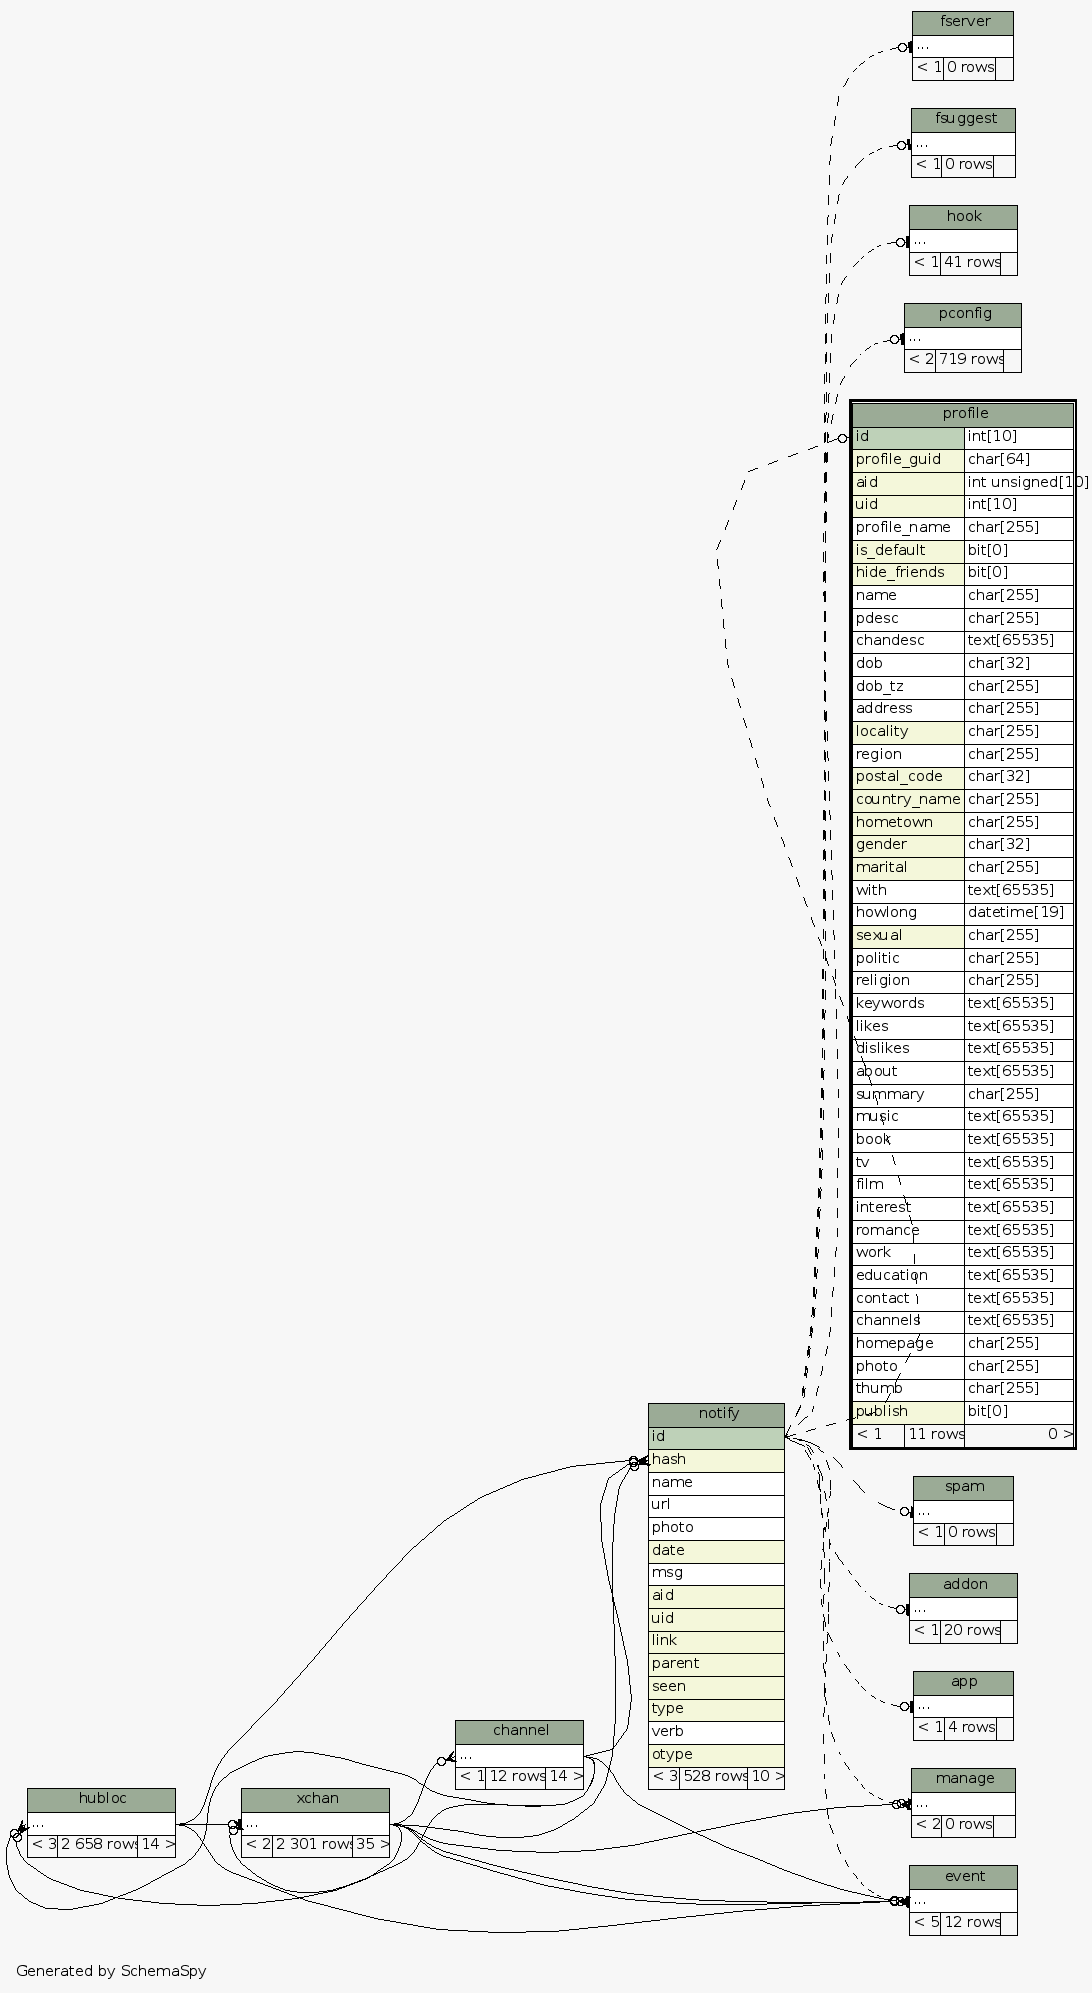 fserver
...
< 1 0 rows
fsuggest
...
< 1 0 rows
hook
...
< 1 41 rows
pconfig
...
< 2 719 rows
profile
id int[10]
profile_guid char[64]
aid int unsigned[10]
uid int[10]
profile_name char[255]
is_default bit[0]
hide_friends bit[0]
name char[255]
pdesc char[255]
chandesc text[65535]
dob char[32]
dob_tz char[255]
address char[255]
locality char[255]
region char[255]
postal_code char[32]
country_name char[255]
hometown char[255]
gender char[32]
marital char[255]
with text[65535]
howlong datetime[19]
sexual char[255]
politic char[255]
religion char[255]
keywords text[65535]
likes text[65535]
dislikes text[65535]
about text[65535]
summary char[255]
music text[65535]
book text[65535]
tv text[65535]
film text[65535]
interest text[65535]
romance text[65535]
work text[65535]
education text[65535]
contact text[65535]
channels text[65535]
homepage char[255]
photo char[255]
thumb char[255]
publish bit[0]
< 1 11 rows 0 >
notify
id
hash
name
url
photo
date
msg
aid
uid
link
parent
seen
type
verb
otype
< 3 528 rows 10 >
spam
...
< 1 0 rows
addon
...
< 1 20 rows
app
...
< 1 4 rows
channel
...
< 1 12 rows 14 >
hubloc
...
< 3 2 658 rows 14 >
xchan
...
< 2 2 301 rows 35 >
manage
...
< 2 0 rows
event
...
< 5 12 rows
Generated by SchemaSpy